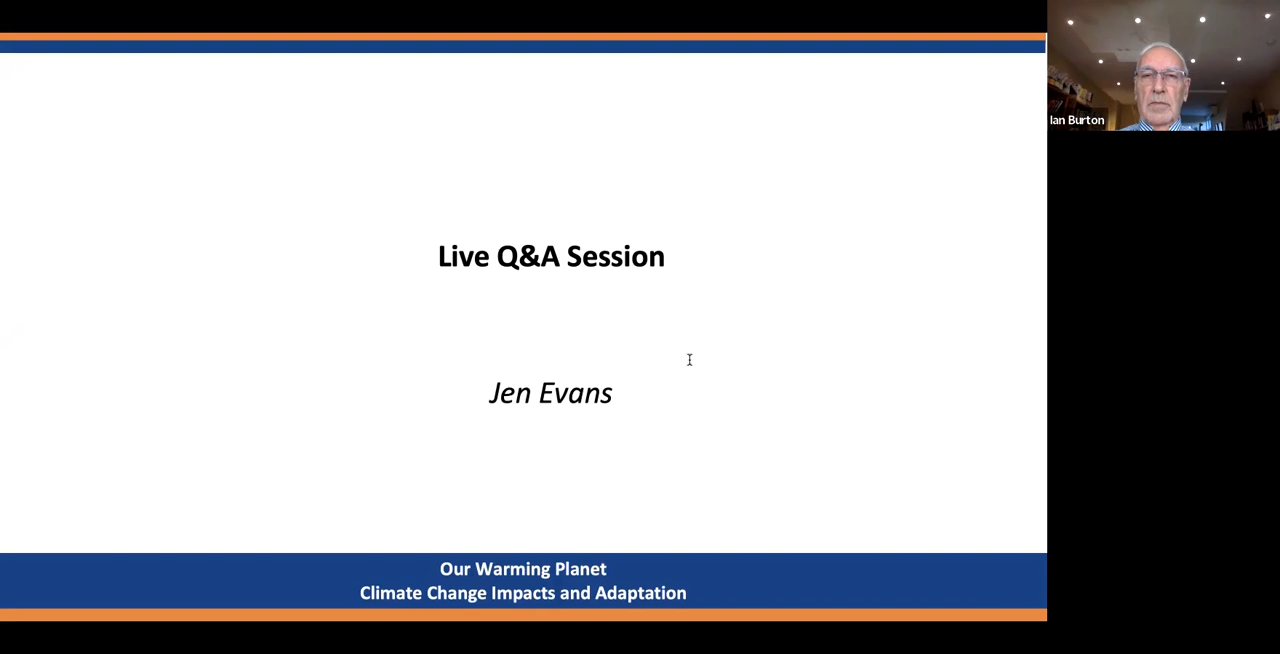 Ian Burton
Live Q&A Session
Jen Evans
Our Warming Planet
Climate Change Impacts and Adaptation